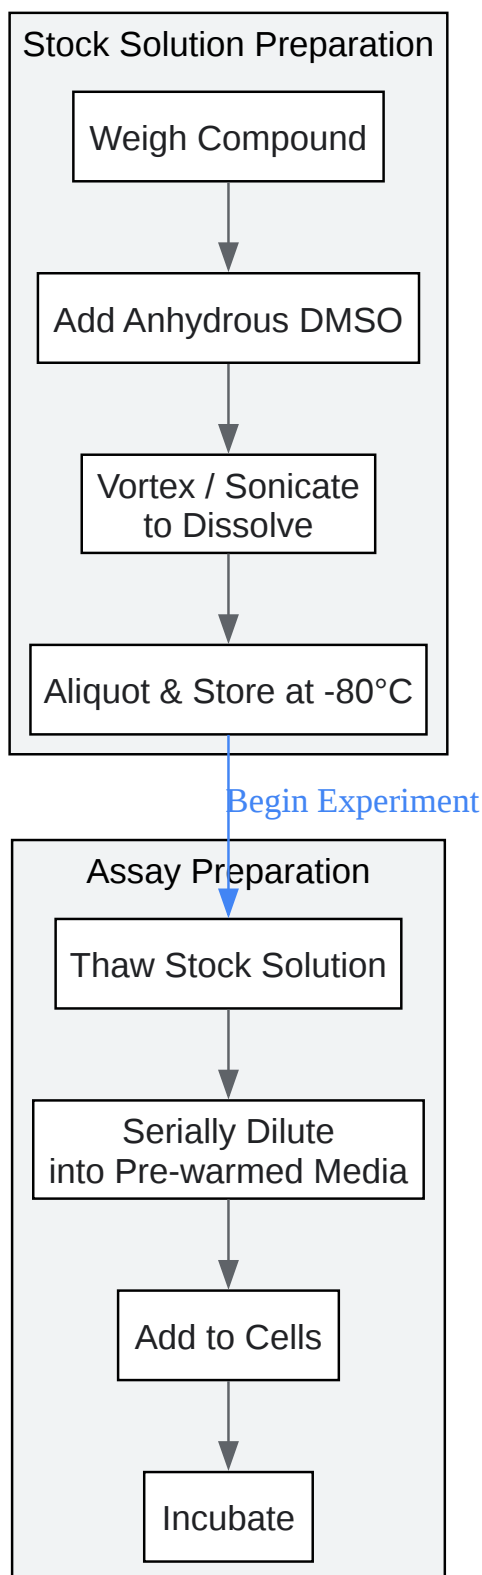 Stock Solution Preparation
Weigh Compound
Add Anhydrous DMSO
Vortex / Sonicate
to Dissolve
Aliquot & Store at -80°C
Begin Experiment
Assay Preparation
Thaw Stock Solution
Serially Dilute
into Pre-warmed Media
Add to Cells
Incubate